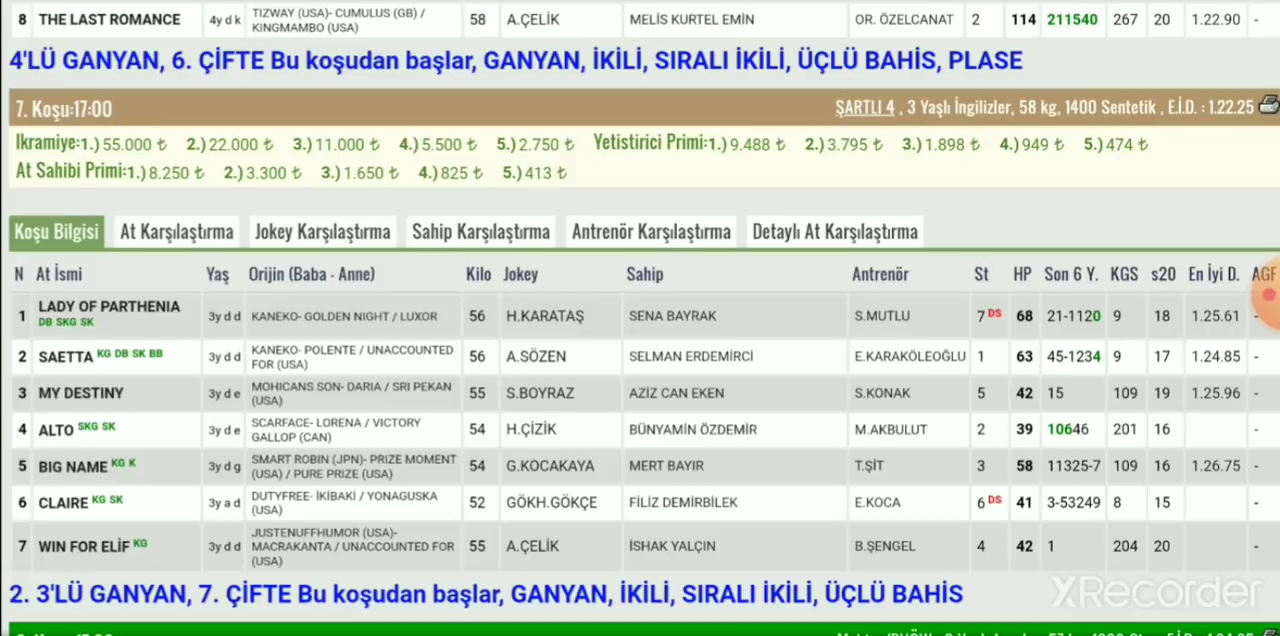 8 THE LAST ROMANCE 4y d k TIZWAY (USA)- CUMULUS (GB) / KINGMAMBO (USA) 58 A.ÇELİK MELİS KURTEL EMİN OR. ÖZELCANAT 2 114 211540 267 20 1.22.90 -
4'LÜ GANYAN, 6. ÇİFTE Bu koşudan başlar, GANYAN, İKİLİ, SIRALI İKİLİ, ÜÇLÜ BAHİS, PLASE
7. Koşu:17:00 ŞARTLI 4 , 3 Yaşlı İngilizler, 58 kg, 1400 Sentetik , E.İ.D. : 1.22.25
Ikramiye:1.) 55.000 ₺ 2.) 22.000 ₺ 3.) 11.000 ₺ 4.) 5.500 ₺ 5.) 2.750 ₺ Yetistirici Primi:1.) 9.488 ₺ 2.) 3.795 ₺ 3.) 1.898 ₺ 4.) 949 ₺ 5.) 474 ₺
At Sahibi Primi:1.) 8.250 ₺ 2.) 3.300 ₺ 3.) 1.650 ₺ 4.) 825 ₺ 5.) 413 ₺
Koşu Bilgisi At Karşılaştırma Jokey Karşılaştırma Sahip Karşılaştırma Antrenör Karşılaştırma Detaylı At Karşılaştırma
N At İsmi Yaş Orijin (Baba - Anne) Kilo Jokey Sahip Antrenör St HP Son 6 Y. KGS s20 En İyi D. AGF
1 LADY OF PARTHENIA DB SKG SK 3y d d KANEKO- GOLDEN NIGHT / LUXOR 56 H.KARATAŞ SENA BAYRAK S.MUTLU 7 DS 68 21-1120 9 18 1.25.61 -
2 SAETTA KG DB SK BB 3y d d KANEKO- POLENTE / UNACCOUNTED FOR (USA) 56 A.SÖZEN SELMAN ERDEMİRCİ E.KARAKÖLEOĞLU 1 63 45-1234 9 17 1.24.85 -
3 MY DESTINY 3y d e MOHICANS SON- DARIA / SRI PEKAN (USA) 55 S.BOYRAZ AZİZ CAN EKEN S.KONAK 5 42 15 109 19 1.25.96 -
4 ALTO SKG SK 3y d e SCARFACE- LORENA / VICTORY GALLOP (CAN) 54 H.ÇİZİK BÜNYAMİN ÖZDEMİR M.AKBULUT 2 39 10646 201 16 -
5 BIG NAME KG K 3y d g SMART ROBIN (JPN)- PRIZE MOMENT (USA) / PURE PRIZE (USA) 54 G.KOCAKAYA MERT BAYIR T.ŞİT 3 58 11325-7 109 16 1.26.75 -
6 CLAIRE KG SK 3y a d DUTYFREE- İKİBAKİ / YONAGUSKA (USA) 52 GÖKH.GÖKÇE FİLİZ DEMİRBİLEK E.KOCA 6 DS 41 3-53249 8 15 -
7 WIN FOR ELİF KG 3y d d JUSTENUFFHUMOR (USA)- MACRAKANTA / UNACCOUNTED FOR (USA) 55 A.ÇELİK İSHAK YALÇIN B.ŞENGEL 4 42 1 204 20 -
2. 3'LÜ GANYAN, 7. ÇİFTE Bu koşudan başlar, GANYAN, İKİLİ, SIRALI İKİLİ, ÜÇLÜ BAHİS
XRecorder